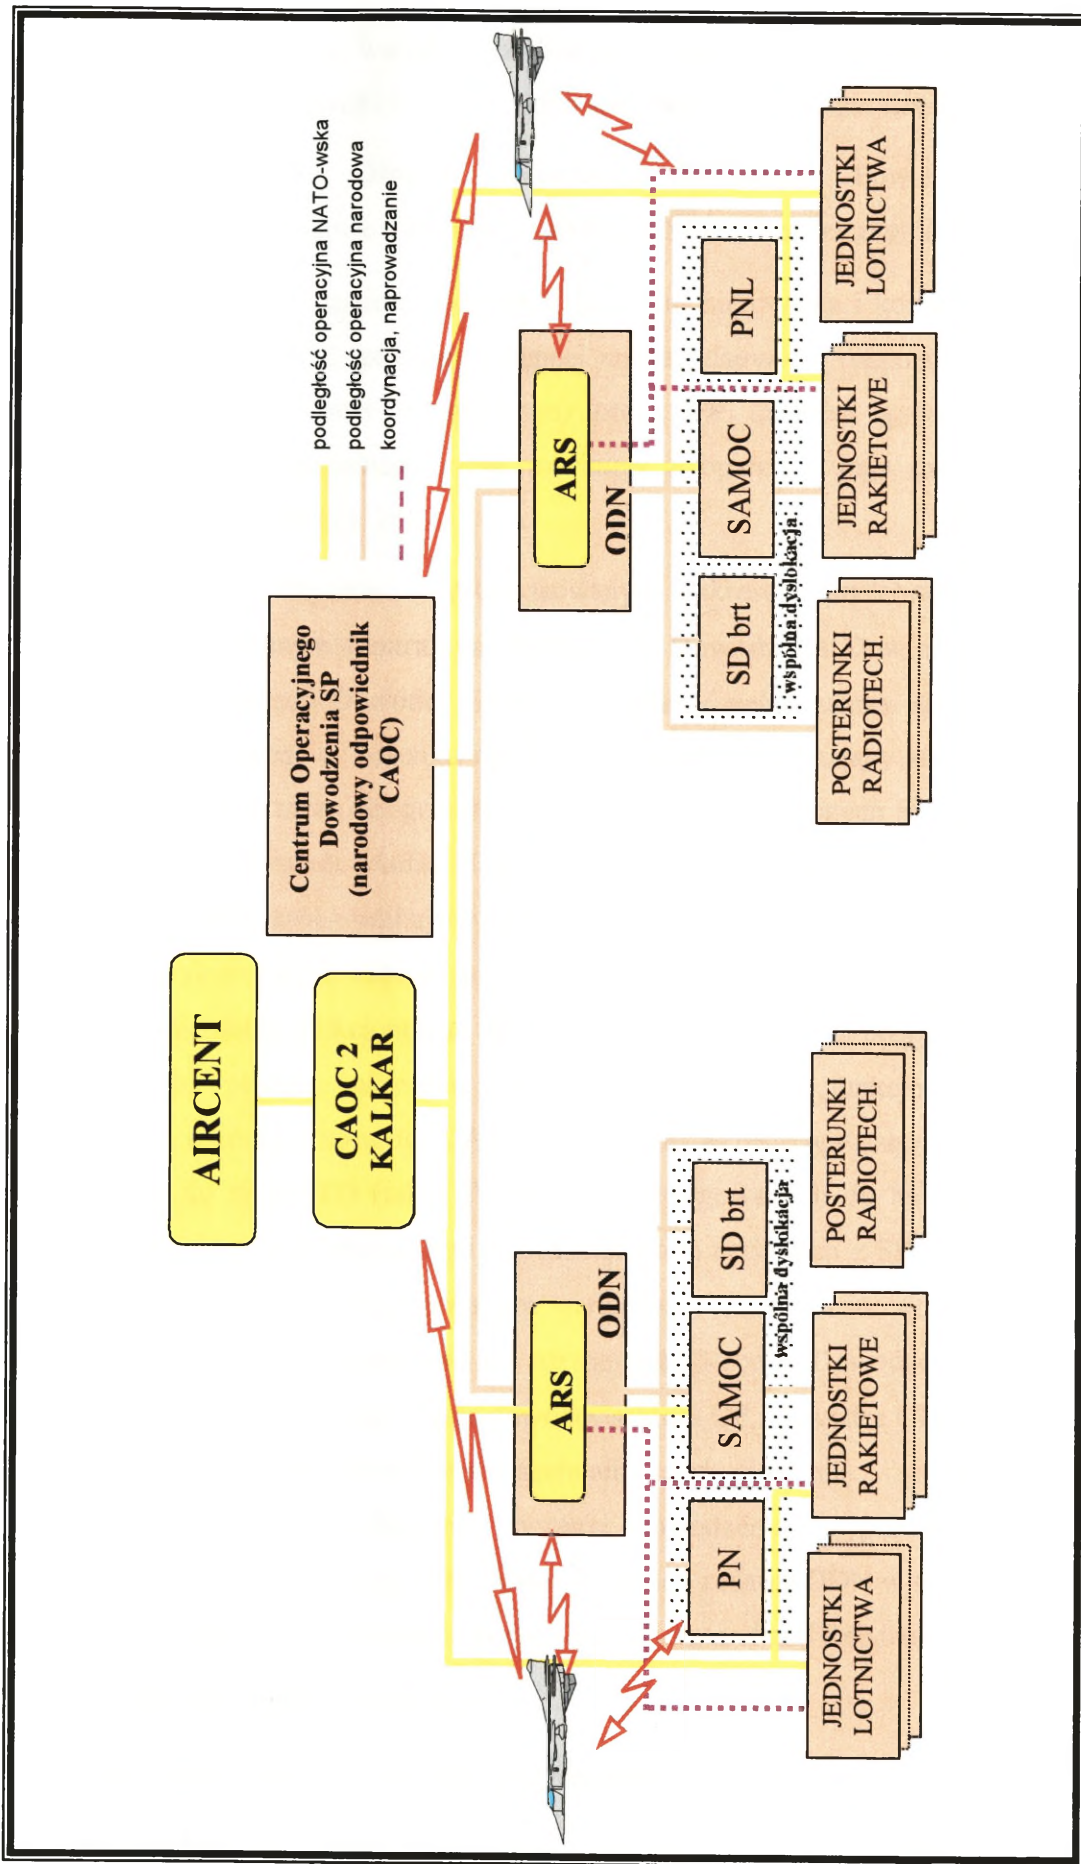 AIRCENT
CAOC 2
KALKAR
Centrum Operacyjnego
Dowodzenia SP
(narodowy odpowiednik
CAOC)
podległość operacyjna NATO-wska
podległość operacyjna narodowa
koordynacja, naprowadzanie
ARS
ODN
ARS
ODN
PN
SAMOC
SD brt
wspólna dyslokacja
SD brt
SAMOC
PNL
wspólna dyslokacja
JEDNOSTKI
LOTNICTWA
JEDNOSTKI
RAKIETOWE
POSTERUNKI
RADIOTECH.
POSTERUNKI
RADIOTECH.
JEDNOSTKI
RAKIETOWE
JEDNOSTKI
LOTNICTWA